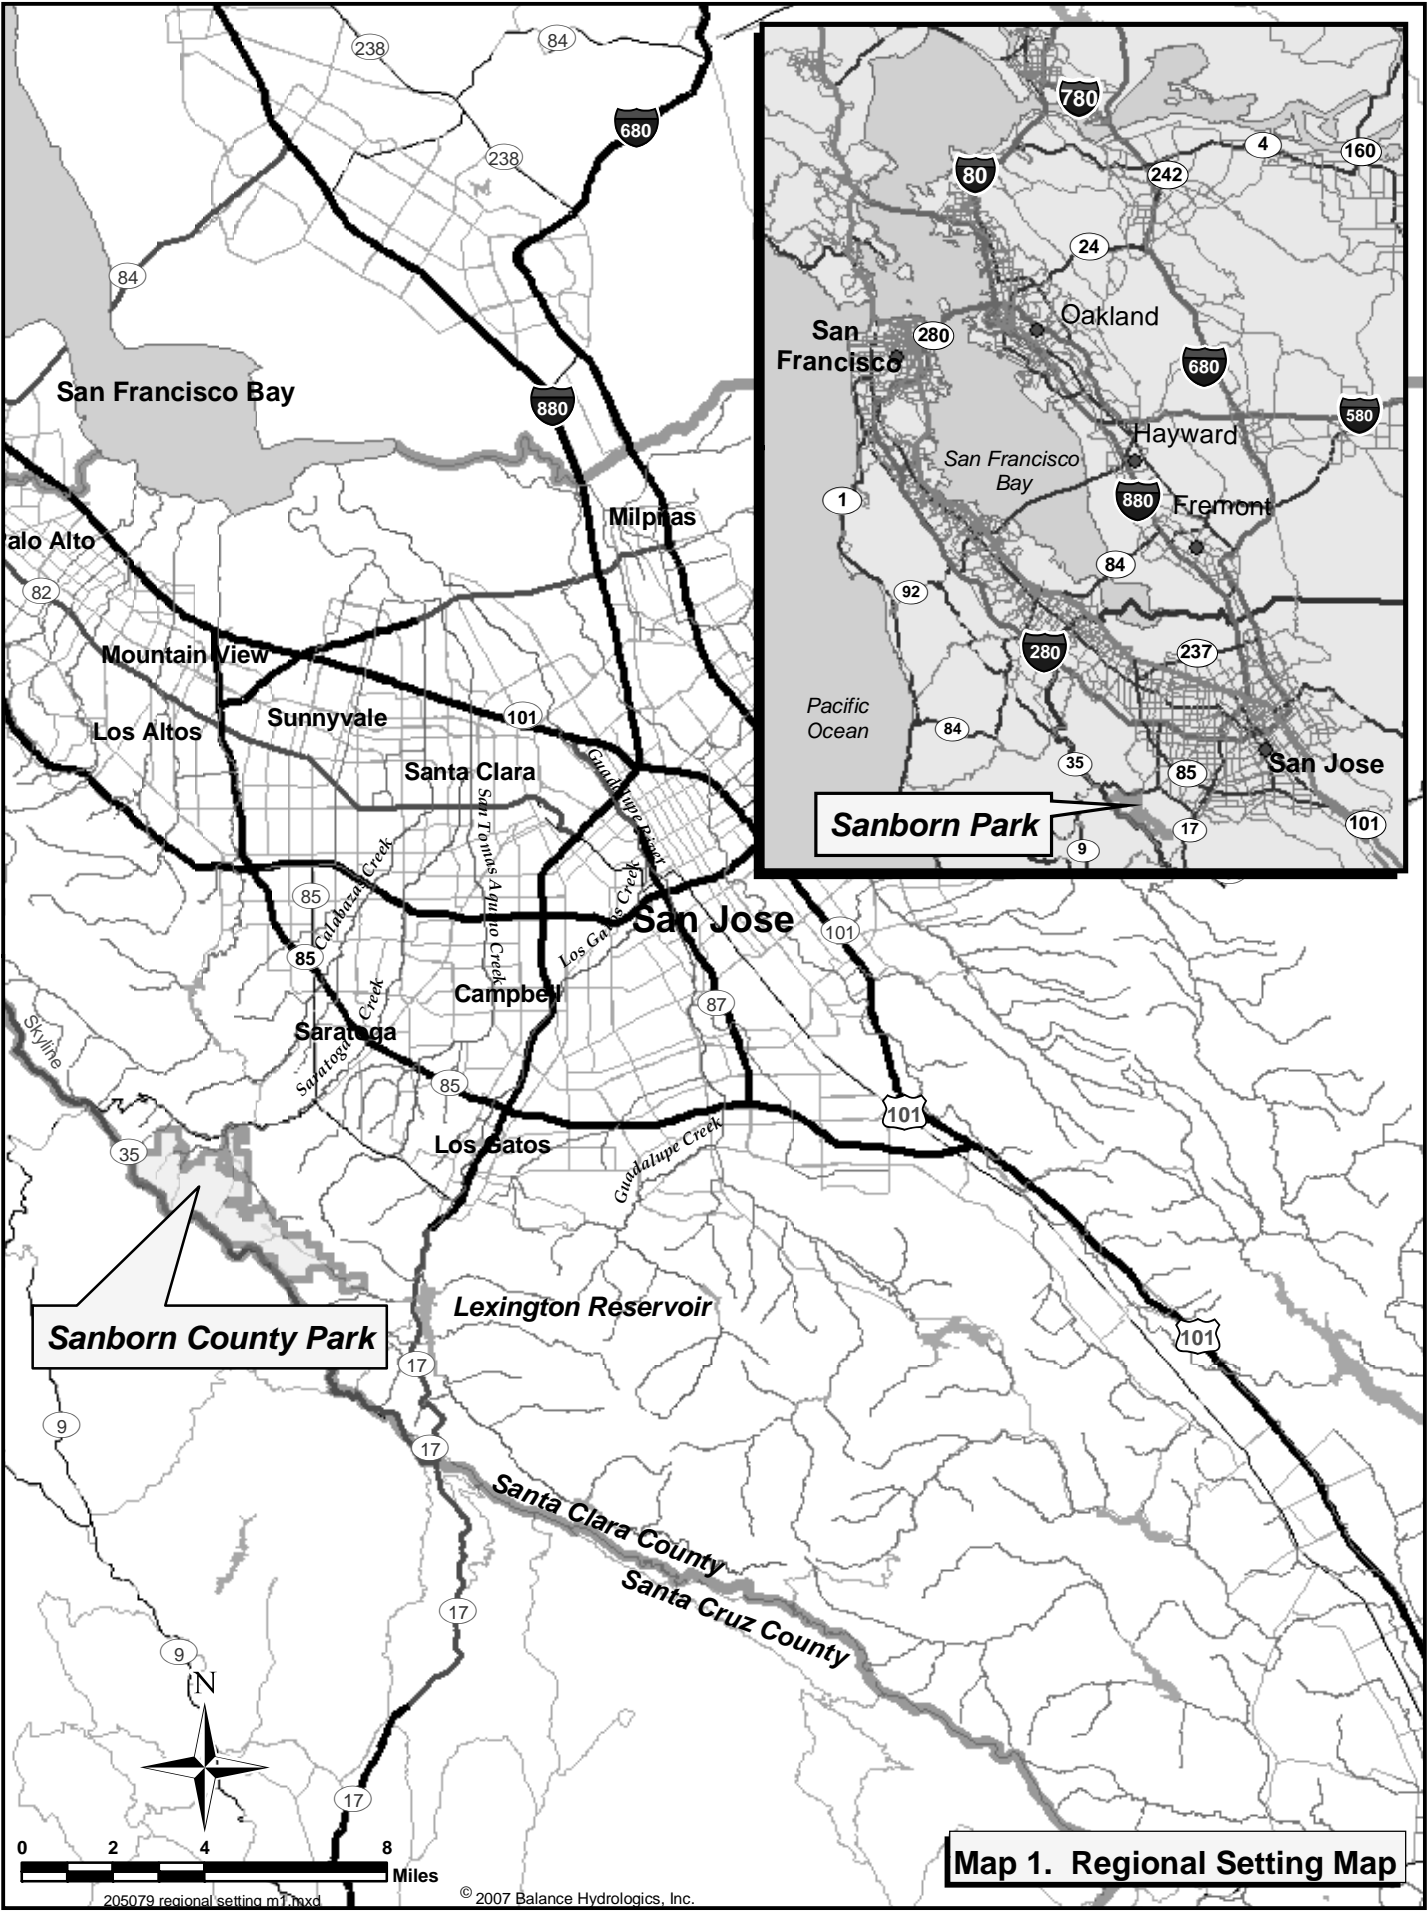 238
84
680
238
84
San Francisco Bay
880
Milpitas
alo Alto
82
Mountain View
Los Altos
Sunnyvale
101
Santa Clara
Guadalupe River
San Tomas Aquino Creek
85
Calabazas Creek
Los Gatos Creek
San Jose
101
85
Campbell
87
Saratoga
Saratoga Creek
Skyline
85
101
35
Los Gatos
Guadalupe Creek
Sanborn County Park
Lexington Reservoir
17
101
9
17
Santa Clara County
Santa Cruz County
17
9
N
17
0 2 4 8
Miles
205079 regional setting m1.mxd
© 2007 Balance Hydrologics, Inc.
Map 1. Regional Setting Map
780
4
160
80
242
24
Oakland
San
Francisco
280
680
580
Hayward
San Francisco
Bay
1
880
Fremont
84
92
280
237
Pacific
Ocean
84
35
85
San Jose
Sanborn Park
17
101
9